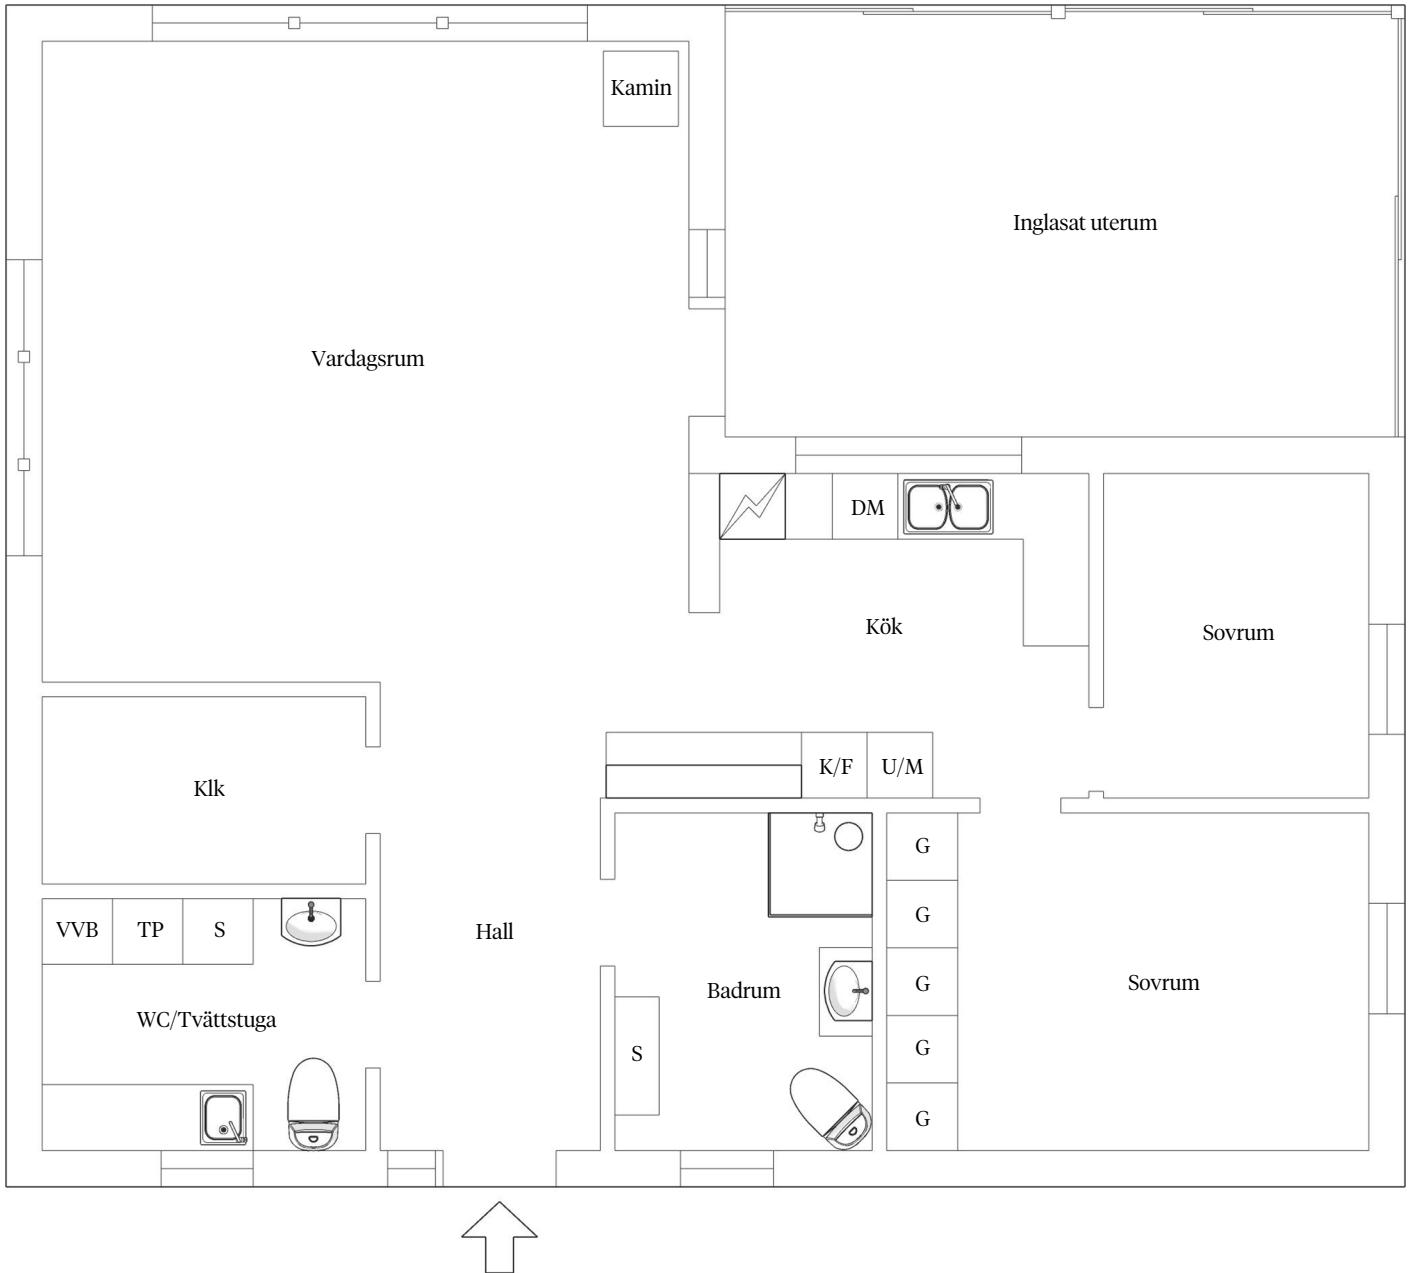 Kamin
Inglasat uterum
Vardagsrum
DM
Kök
Sovrum
K/F
U/M
Klk
G
G
VVB
TP
S
Hall
Badrum
G
Sovrum
WC/Tvättstuga
S
G
G